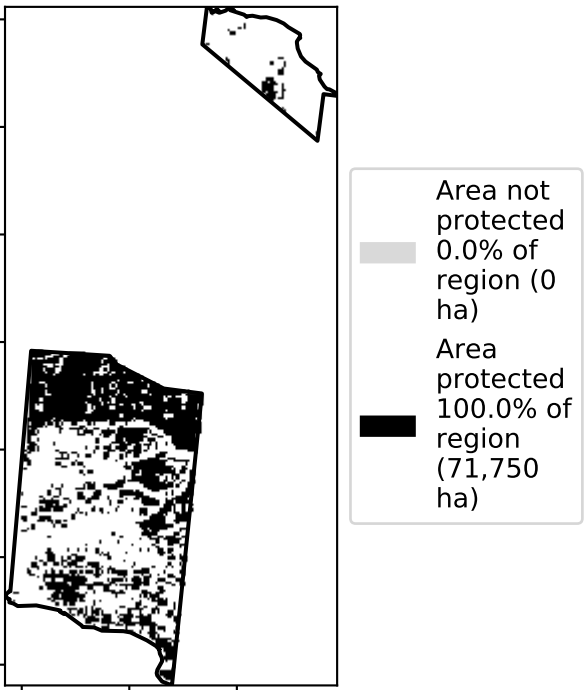 Area not
protected
0.0% of
region (0
ha)
Area
protected
100.0% of
region
(71,750
ha)